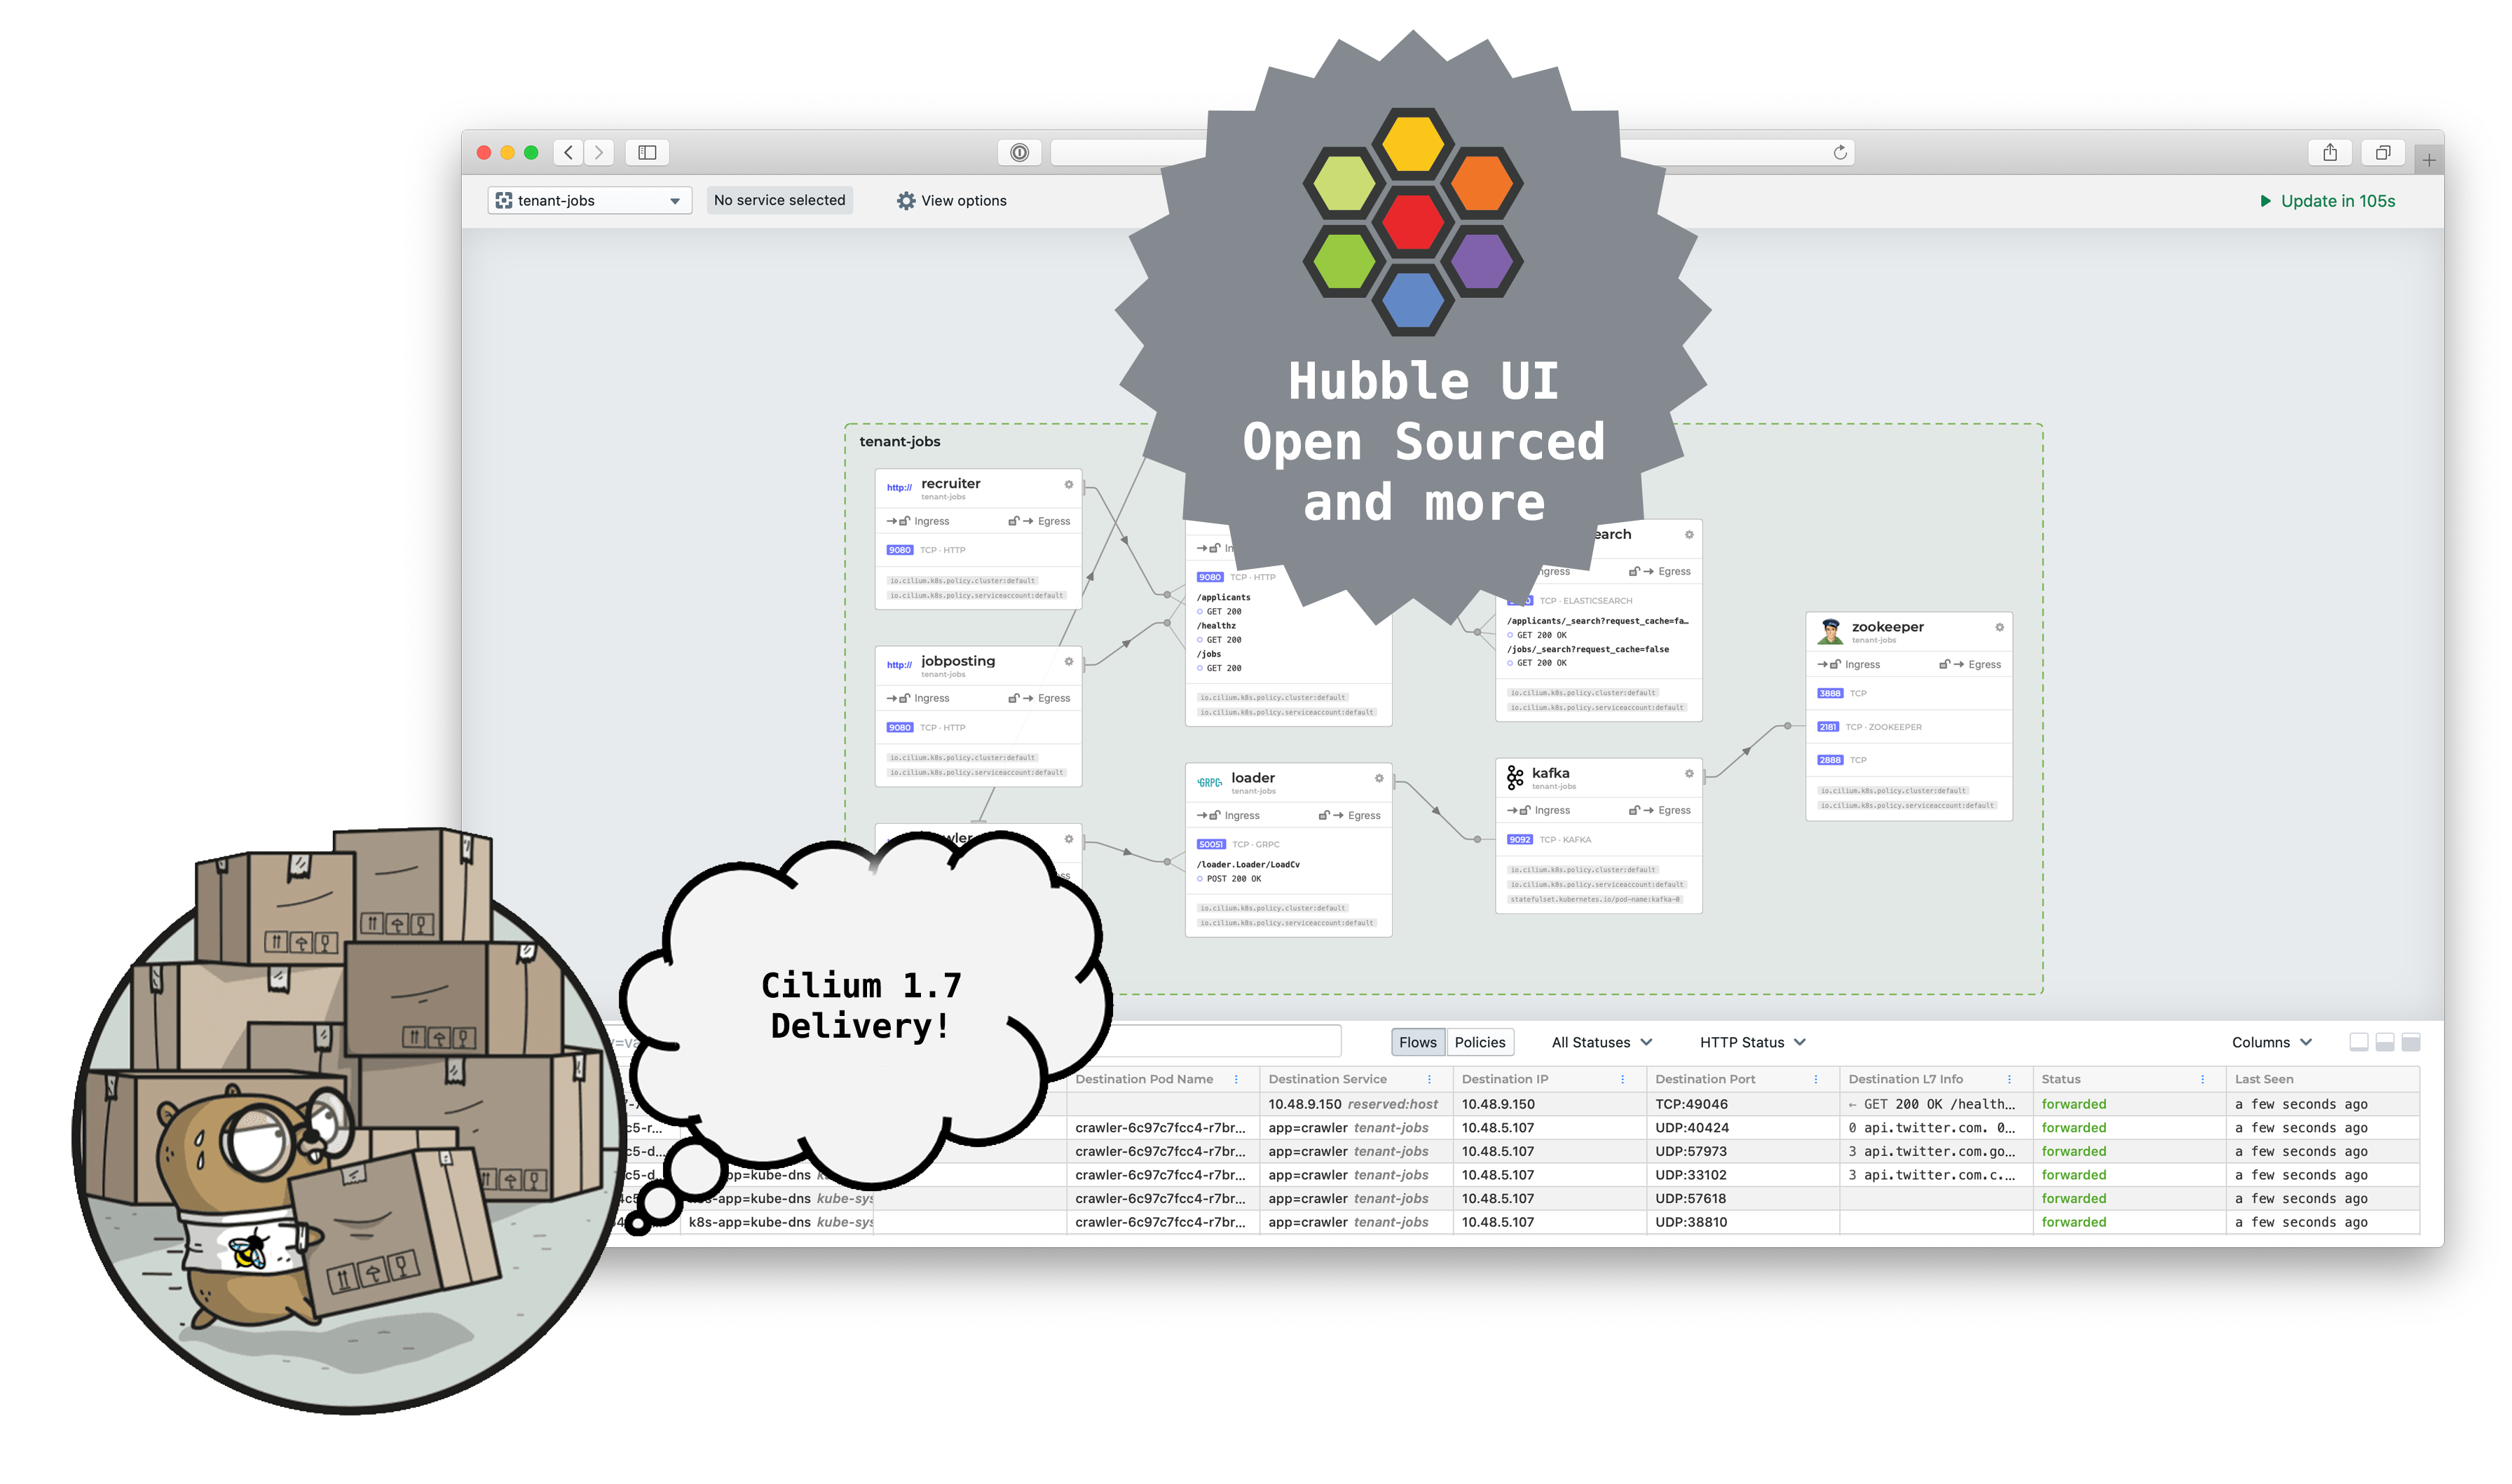 tenant-jobs
No service selected
View options
Update in 105s
Hubble UI
Open Sourced
and more
tenant-jobs
http://
recruiter
tenant-jobs
Ingress
Egress
9080 TCP · HTTP
io.cilium.k8s.policy.cluster:default
io.cilium.k8s.policy.serviceaccount:default
http://
jobposting
tenant-jobs
Ingress
Egress
9080 TCP · HTTP
io.cilium.k8s.policy.cluster:default
io.cilium.k8s.policy.serviceaccount:default
9080 TCP · HTTP
/applicants
GET 200
/healthz
GET 200
/jobs
GET 200
io.cilium.k8s.policy.cluster:default
io.cilium.k8s.policy.serviceaccount:default
GRPC
loader
tenant-jobs
Ingress
Egress
50051 TCP · GRPC
/loader.Loader/LoadCv
POST 200 OK
io.cilium.k8s.policy.cluster:default
io.cilium.k8s.policy.serviceaccount:default
Egress
TCP · ELASTICSEARCH
/applicants/_search?request_cache=fa…
GET 200 OK
/jobs/_search?request_cache=false
GET 200 OK
io.cilium.k8s.policy.cluster:default
io.cilium.k8s.policy.serviceaccount:default
kafka
tenant-jobs
Ingress
Egress
9092 TCP · KAFKA
io.cilium.k8s.policy.cluster:default
io.cilium.k8s.policy.serviceaccount:default
statefulset.kubernetes.io/pod-name:kafka-0
zookeeper
tenant-jobs
Ingress
Egress
3888 TCP
2181 TCP · ZOOKEEPER
2888 TCP
io.cilium.k8s.policy.cluster:default
io.cilium.k8s.policy.serviceaccount:default
Cilium 1.7
Delivery!
Flows Policies All Statuses HTTP Status Columns
Destination Pod Name Destination Service Destination IP Destination Port Destination L7 Info Status Last Seen
10.48.9.150 reserved:host 10.48.9.150 TCP:49046 ← GET 200 OK /health… forwarded a few seconds ago
crawler-6c97c7fcc4-r7br... app=crawler tenant-jobs 10.48.5.107 UDP:40424 0 api.twitter.com. 0… forwarded a few seconds ago
crawler-6c97c7fcc4-r7br... app=crawler tenant-jobs 10.48.5.107 UDP:57973 3 api.twitter.com.go… forwarded a few seconds ago
app=kube-dns crawler-6c97c7fcc4-r7br... app=crawler tenant-jobs 10.48.5.107 UDP:33102 3 api.twitter.com.c.… forwarded a few seconds ago
app=kube-dns kube-sys crawler-6c97c7fcc4-r7br... app=crawler tenant-jobs 10.48.5.107 UDP:57618 forwarded a few seconds ago
k8s-app=kube-dns kube-sys crawler-6c97c7fcc4-r7br... app=crawler tenant-jobs 10.48.5.107 UDP:38810 forwarded a few seconds ago